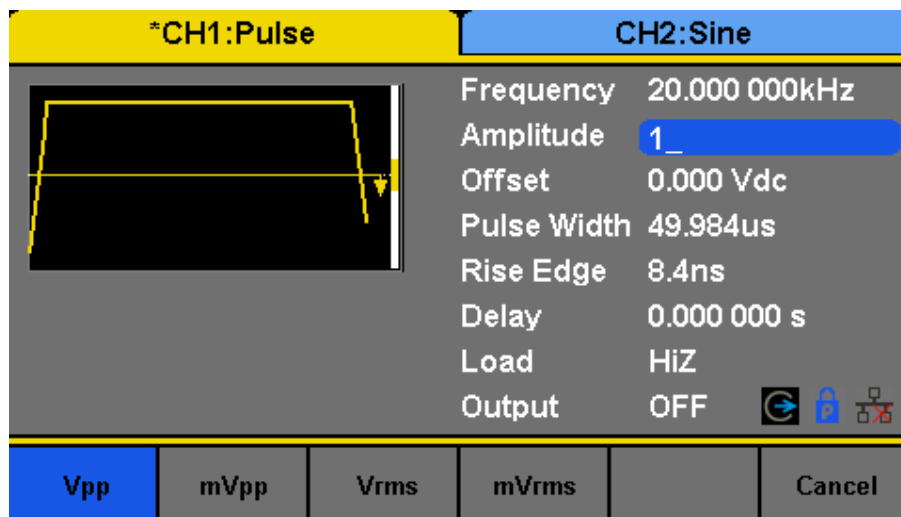 *CH1:Pulse
CH2:Sine
Frequency 20.000 000kHz
Amplitude 1_
Offset 0.000 Vdc
Pulse Width 49.984us
Rise Edge 8.4ns
Delay 0.000 000 s
Load HiZ
Output OFF P
Vpp mVpp Vrms mVrms Cancel